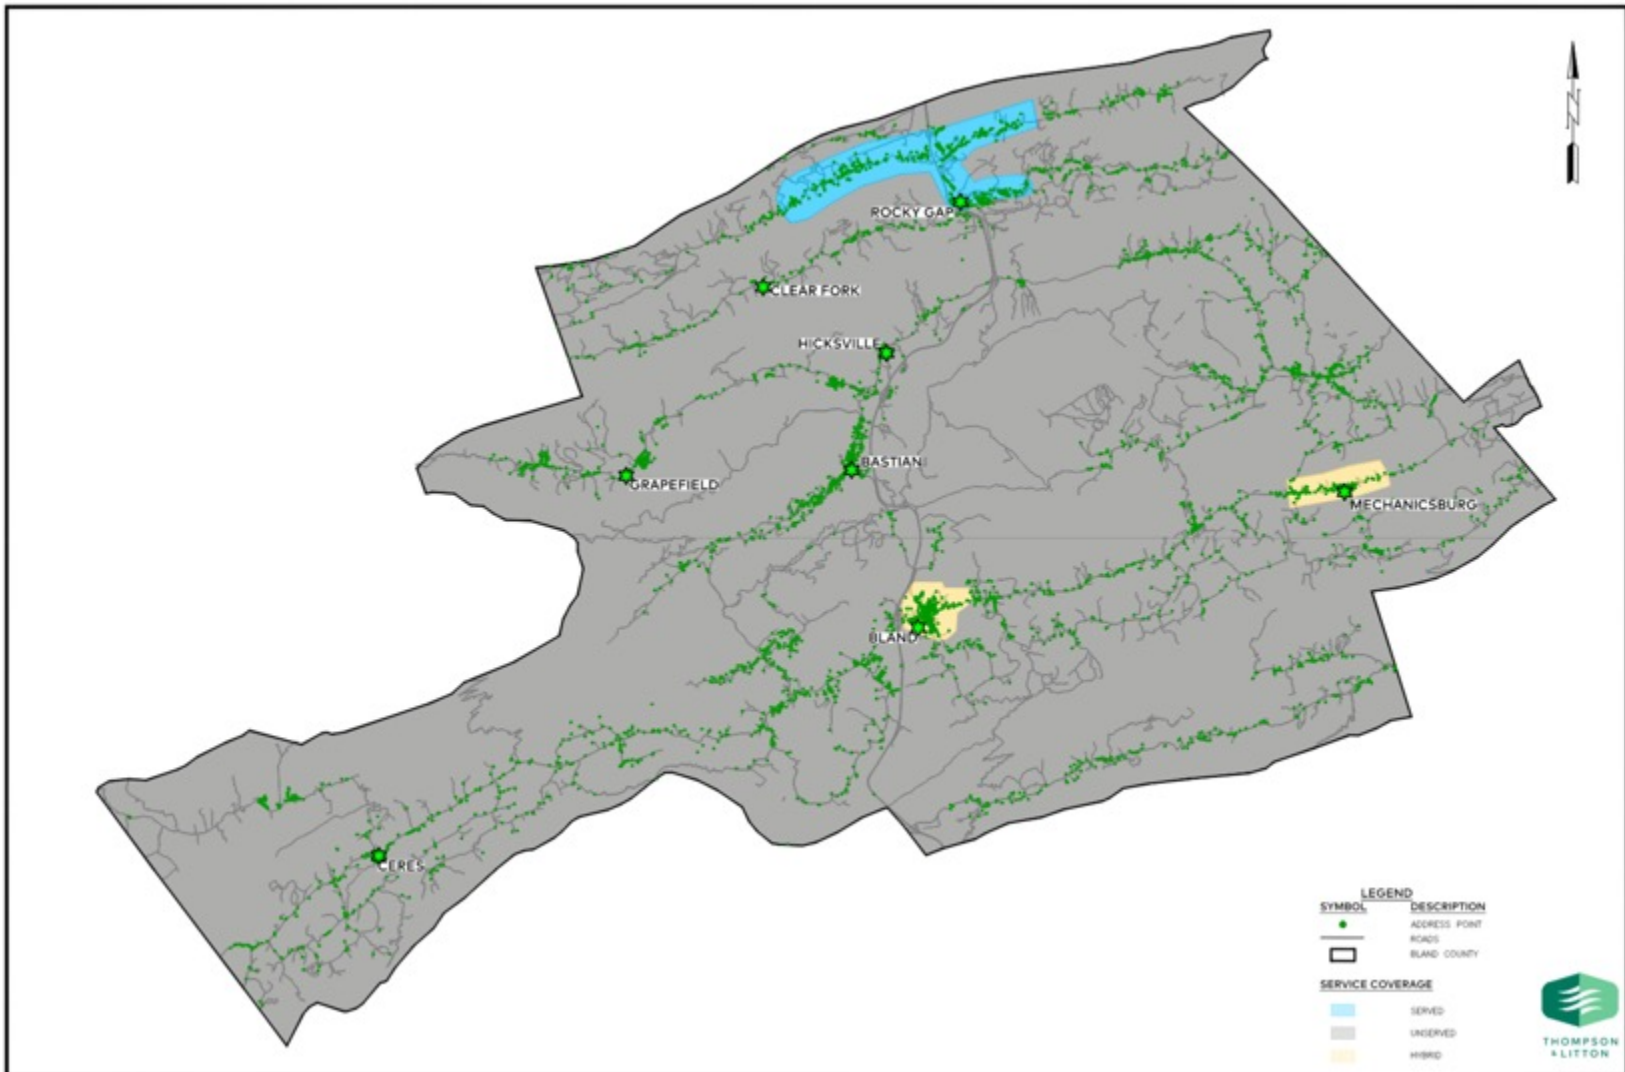 N
ROCKY GAP
CLEAR FORK
HICKSVILLE
BASTIAN
GRAPEFIELD
MECHANICSBURG
BLAND
CERES
LEGEND
SYMBOL DESCRIPTION
ADDRESS POINT
ROADS
BLAND COUNTY
SERVICE COVERAGE
SERVED
UNSERVED
HYBRID
THOMPSON
& LITTON